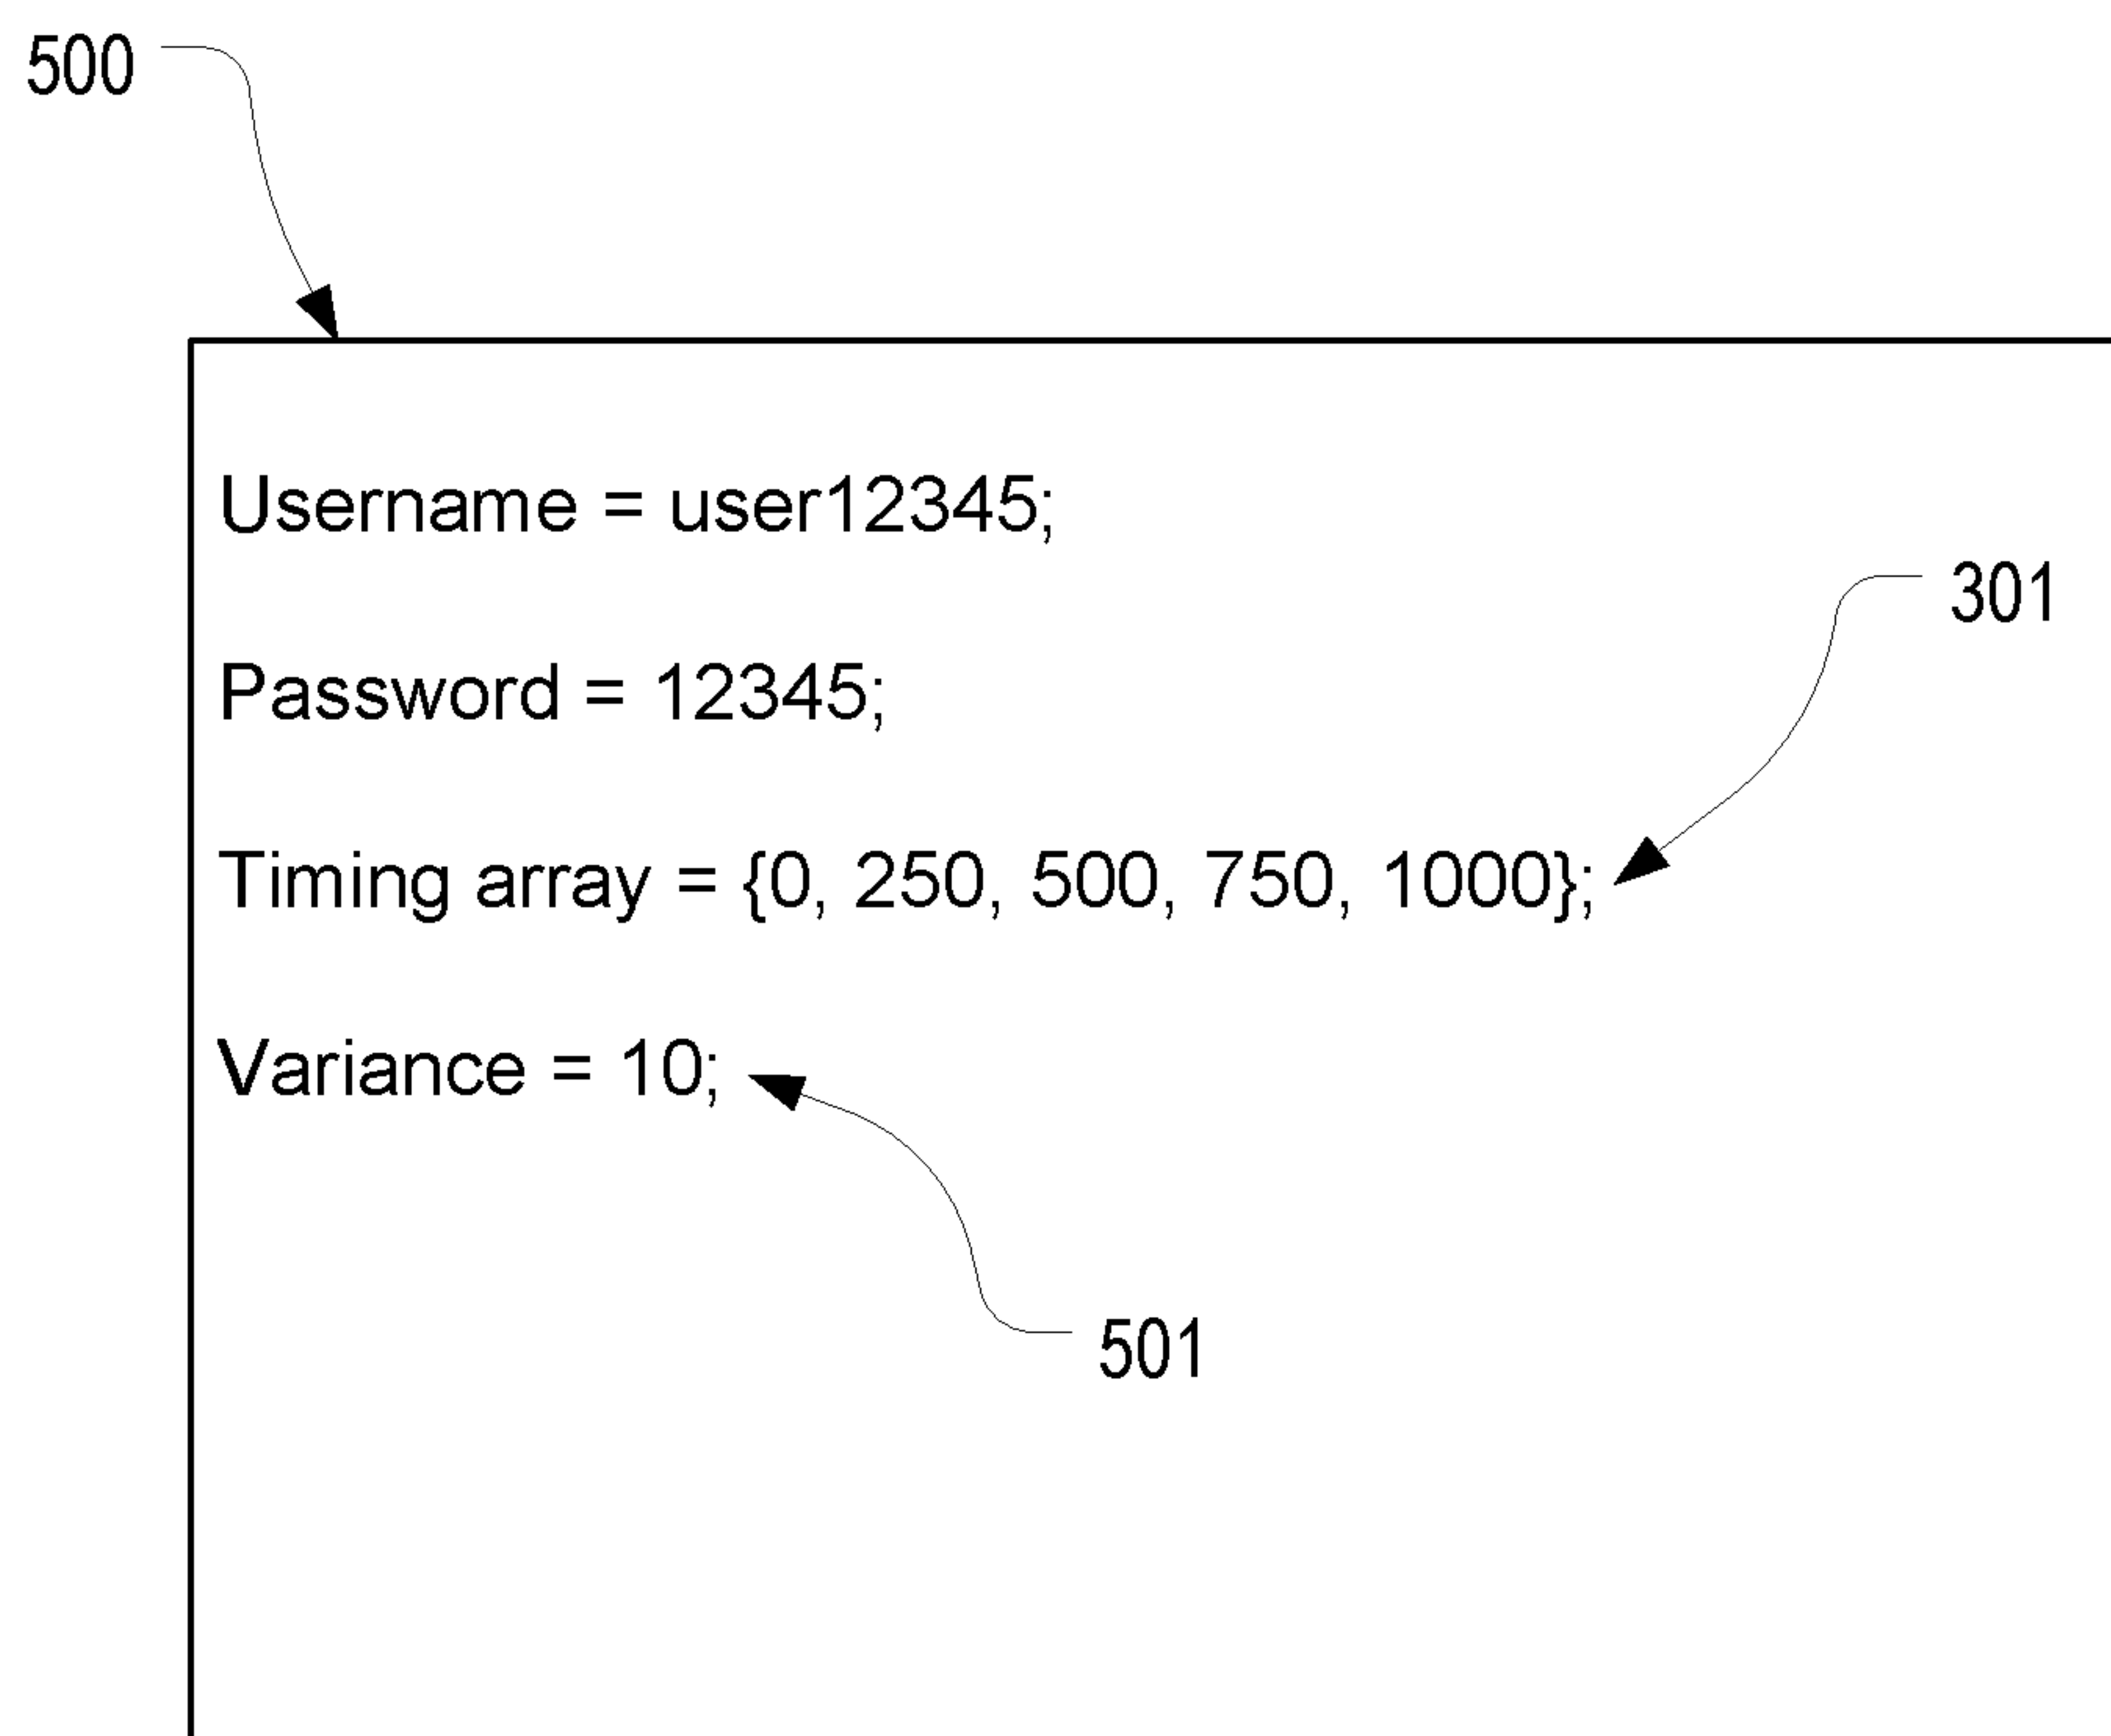 500
Username = user12345;
301
Password = 12345;
Timing array = {0, 250, 500, 750, 1000};
Variance = 10;
501